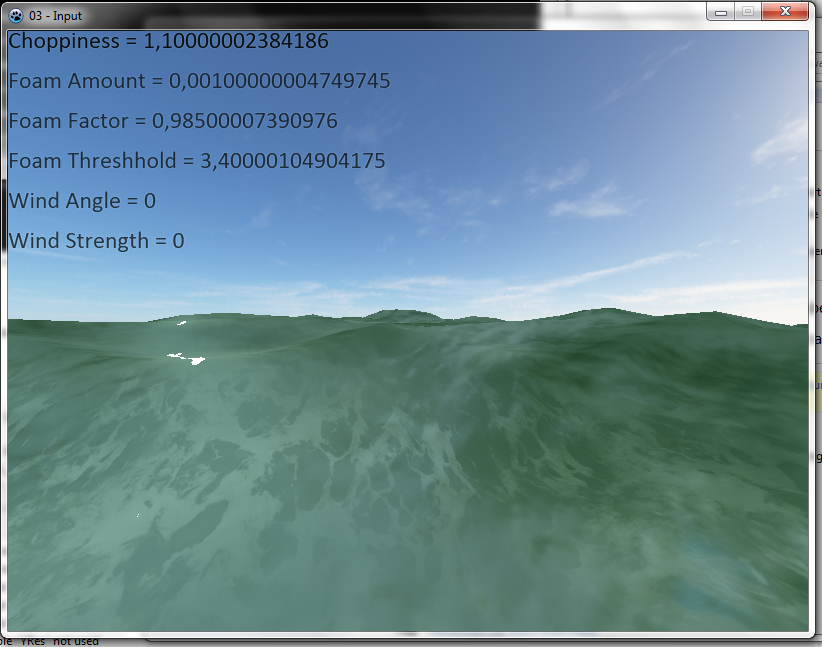 03 - Input
Choppiness = 1,10000002384186
Foam Amount = 0,00100000004749745
Foam Factor = 0,98500007390976
Foam Threshhold = 3,40000104904175
Wind Angle = 0
Wind Strength = 0
YRes not used